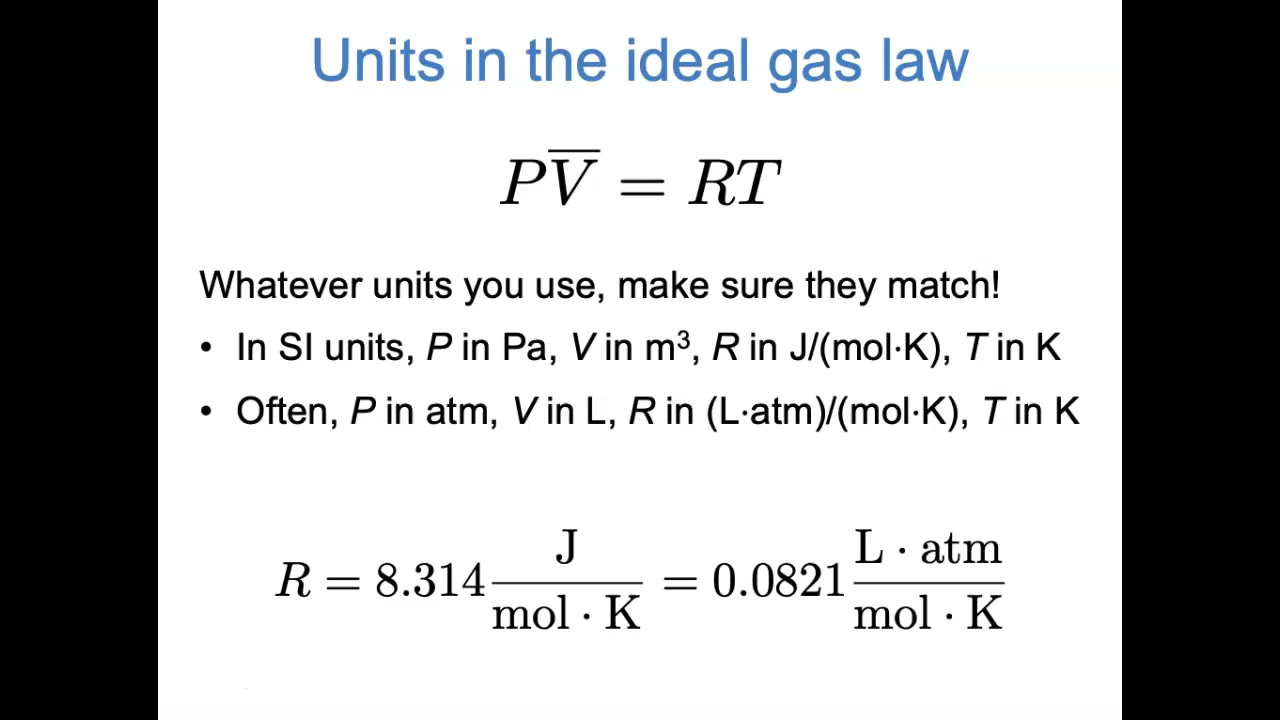 Units in the ideal gas law
PV̅ = RT
Whatever units you use, make sure they match!
• In SI units, P in Pa, V in m³, R in J/(mol·K), T in K
• Often, P in atm, V in L, R in (L·atm)/(mol·K), T in K
R = 8.314 J/(mol · K) = 0.0821 (L · atm)/(mol · K)